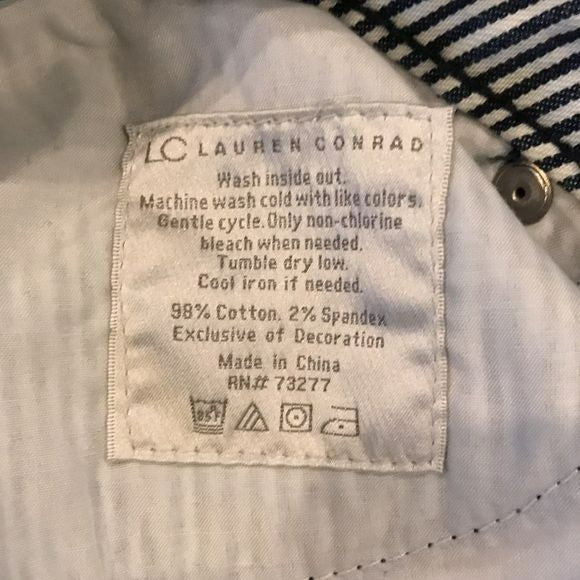 LC LAUREN CONRAD
Wash inside out.
Machine wash cold with like colors.
Gentle cycle. Only non-chlorine
bleach when needed.
Tumble dry low.
Cool iron if needed.
98% Cotton, 2% Spandex
Exclusive of Decoration
Made in China
RN# 73277
85F